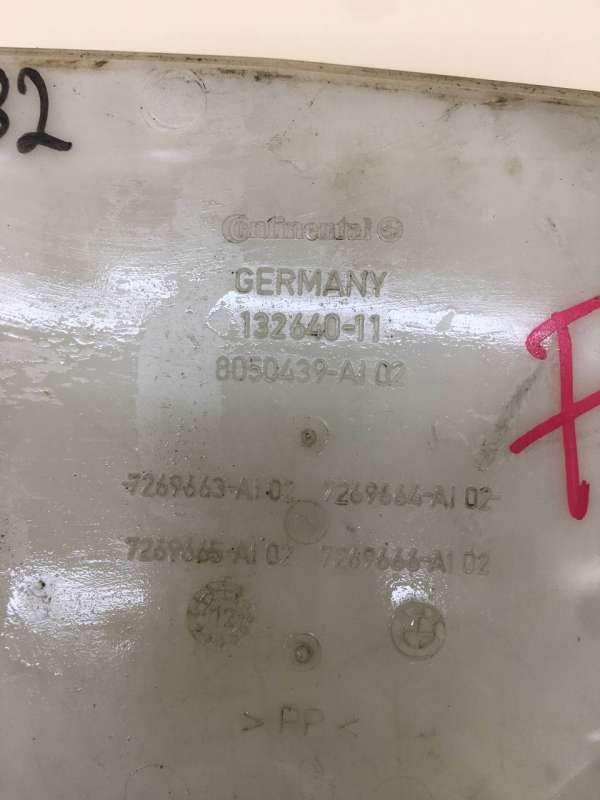 32
Continental
GERMANY
132640-11
8050439-AI 02
F
7269663-AI 02 7269664-AI 02
7269665-AI 02 7269666-AI 02
12
> PP <